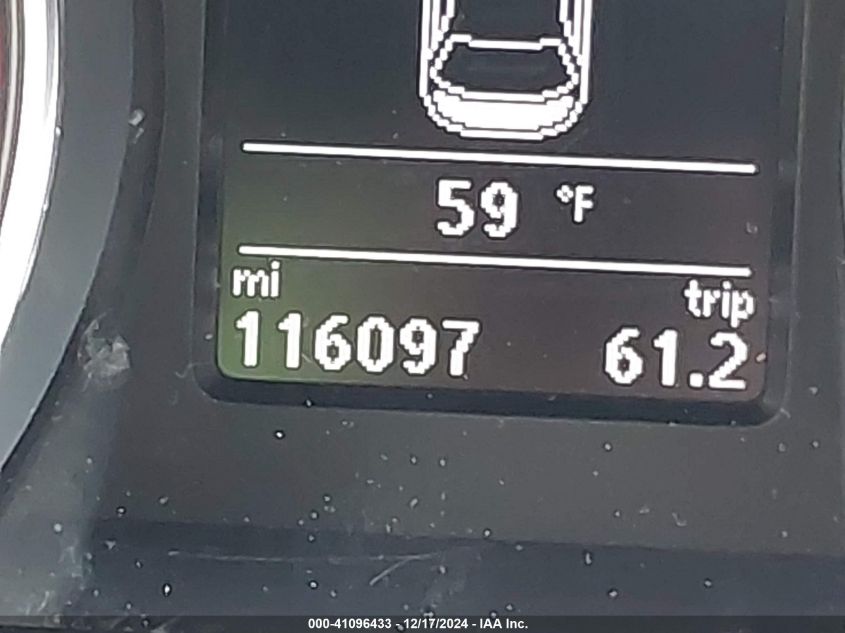 59 °F
mi trip
116097 61.2
000-41096433 - 12/17/2024 - IAA Inc.